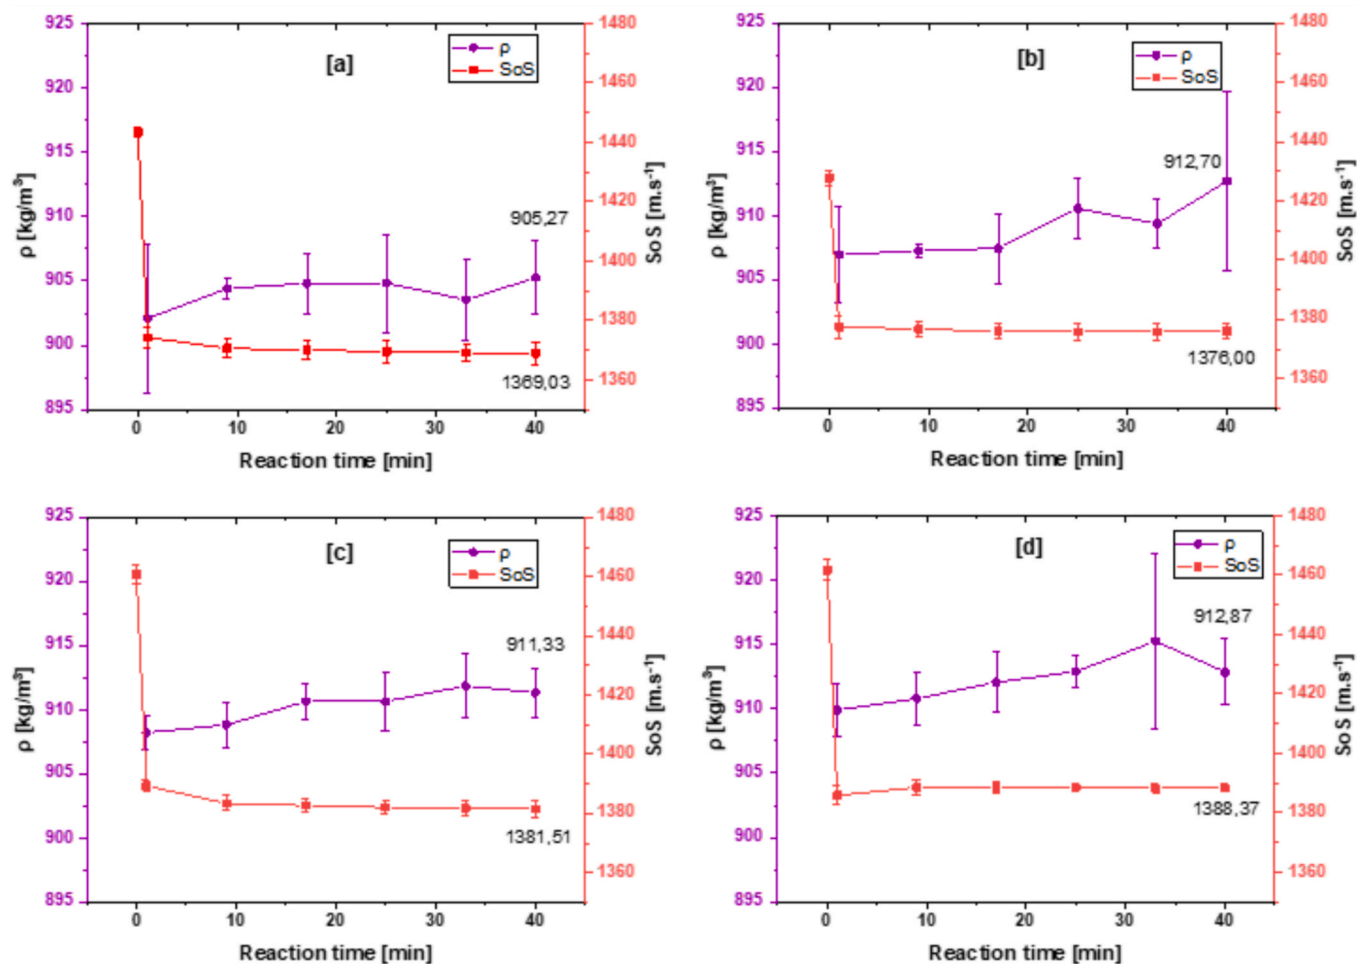 [a]
ρ
SoS
925
920
915
910
905
900
895
ρ [kg/m³]
1480
1460
1440
1420
1400
1380
1360
SoS [m.s⁻¹]
905,27
1369,03
0 10 20 30 40
Reaction time [min]
[b]
ρ
SoS
925
920
915
910
905
900
895
ρ [kg/m³]
1480
1460
1440
1420
1400
1380
1360
SoS [m.s⁻¹]
912,70
1376,00
0 10 20 30 40
Reaction time [min]
[c]
ρ
SoS
925
920
915
910
905
900
895
ρ [kg/m³]
1480
1460
1440
1420
1400
1380
1360
SoS [m.s⁻¹]
911,33
1381,51
0 10 20 30 40
Reaction time [min]
[d]
ρ
SoS
925
920
915
910
905
900
895
ρ [kg/m³]
1480
1460
1440
1420
1400
1380
1360
SoS [m.s⁻¹]
912,87
1388,37
0 10 20 30 40
Reaction time [min]